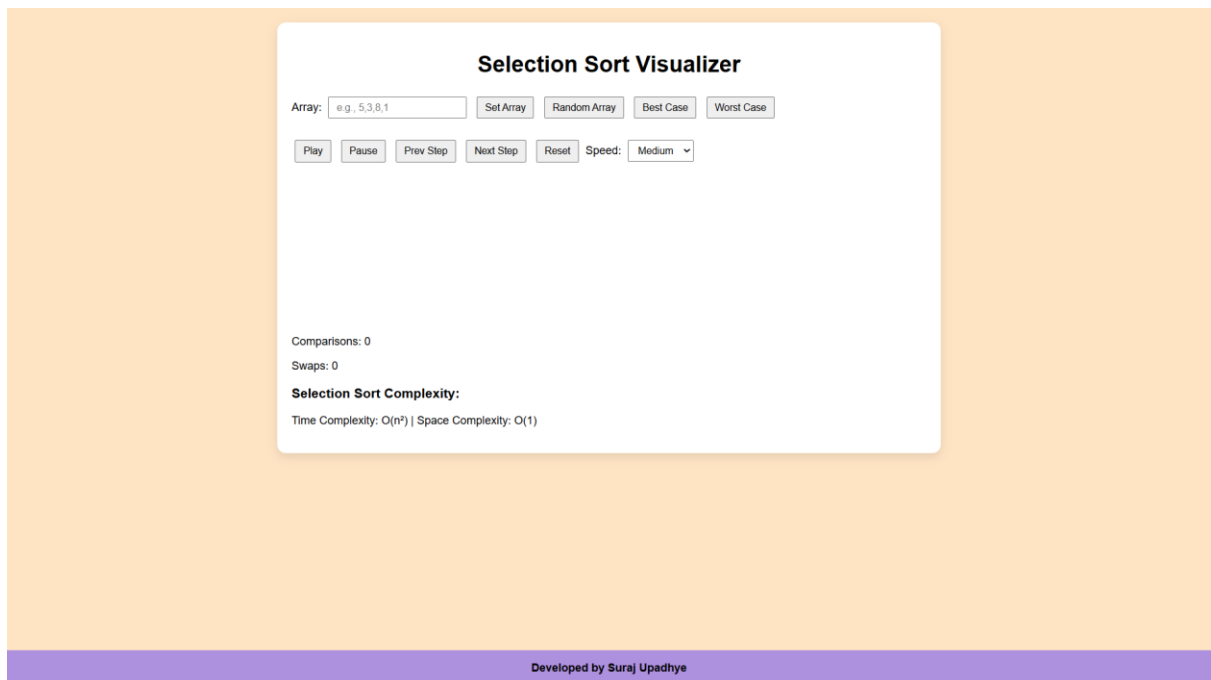 Selection Sort Visualizer
Array: e.g., 5,3,8,1 Set Array Random Array Best Case Worst Case
Play Pause Prev Step Next Step Reset Speed: Medium
Comparisons: 0
Swaps: 0
Selection Sort Complexity:
Time Complexity: O(n²) | Space Complexity: O(1)
Developed by Suraj Upadhye